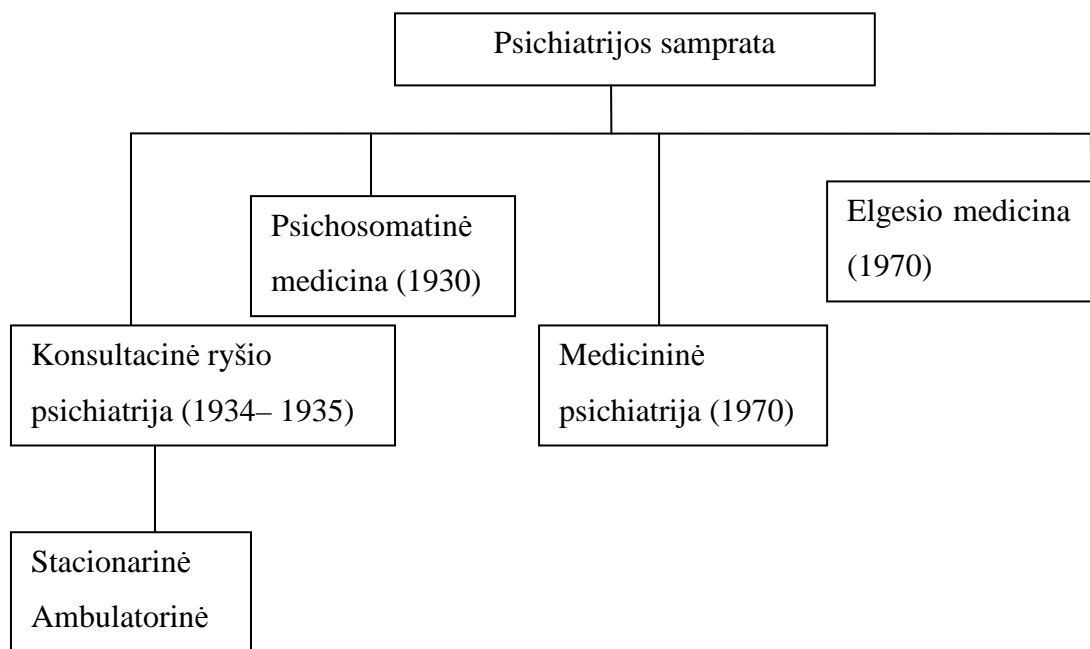 Psichiatrijos samprata
Psichosomatinė
medicina (1930)
Elgesio medicina
(1970)
Konsultacinė ryšio
psichiatrija (1934– 1935)
Medicininė
psichiatrija (1970)
Stacionarinė
Ambulatorinė